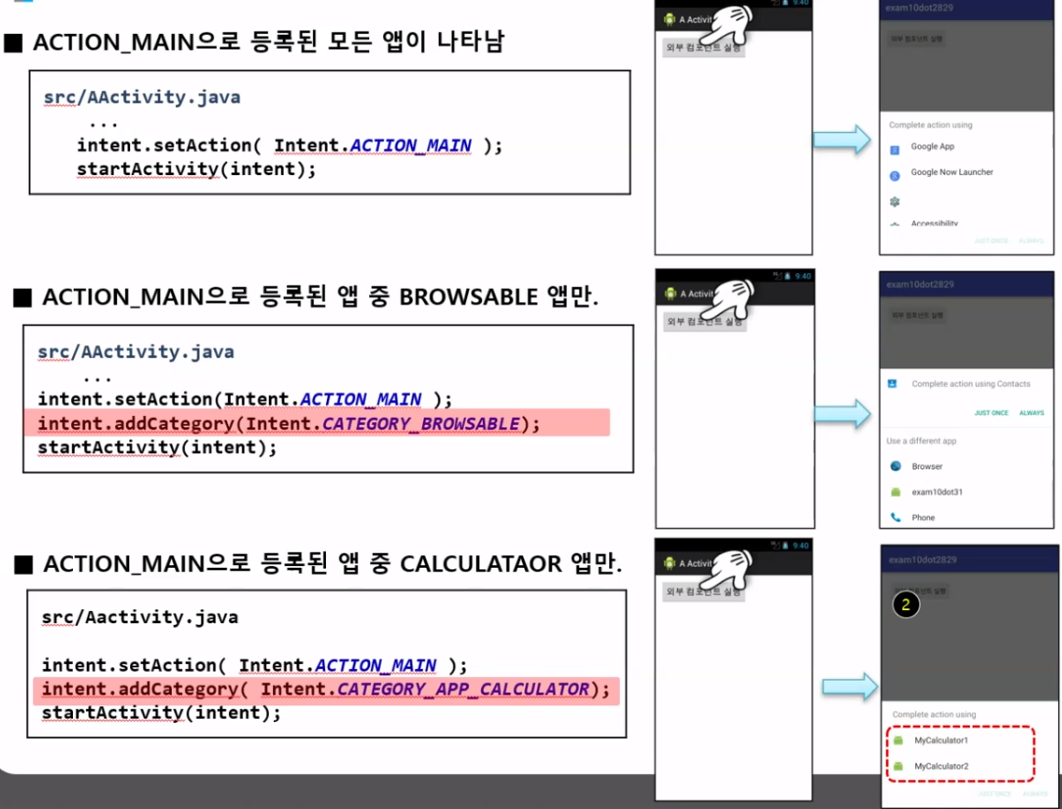 ■ ACTION_MAIN으로 등록된 모든 앱이 나타남
src/AActivity.java
...
intent.setAction( Intent.ACTION_MAIN );
startActivity(intent);
9:40
A Activit
외부 컴포넌트 실행
exam10dot2829
외부 컴포넌트 실행
Complete action using
Google App
Google Now Launcher
Accessibility
JUST ONCE ALWAYS
■ ACTION_MAIN으로 등록된 앱 중 BROWSABLE 앱만.
src/AActivity.java
...
intent.setAction(Intent.ACTION_MAIN );
intent.addCategory(Intent.CATEGORY_BROWSABLE);
startActivity(intent);
9:40
A Activit
외부 컴포넌트 실행
exam10dot2829
외부 컴포넌트 실행
Complete action using Contacts
JUST ONCE ALWAYS
Use a different app
Browser
exam10dot31
Phone
■ ACTION_MAIN으로 등록된 앱 중 CALCULATAOR 앱만.
src/Aactivity.java
intent.setAction( Intent.ACTION_MAIN );
intent.addCategory( Intent.CATEGORY_APP_CALCULATOR);
startActivity(intent);
9:40
A Activit
외부 컴포넌트 실행
exam10dot2829
2
Complete action using
MyCalculator1
MyCalculator2
JUST ONCE ALWAYS